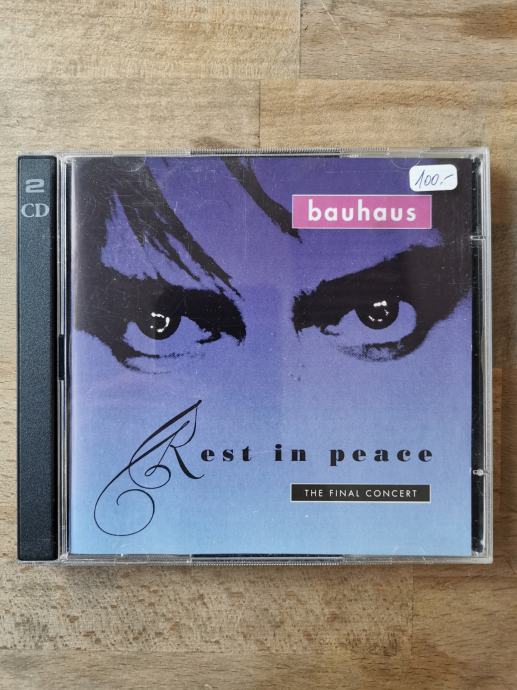 2
CD
100.-
bauhaus
Rest in peace
THE FINAL CONCERT